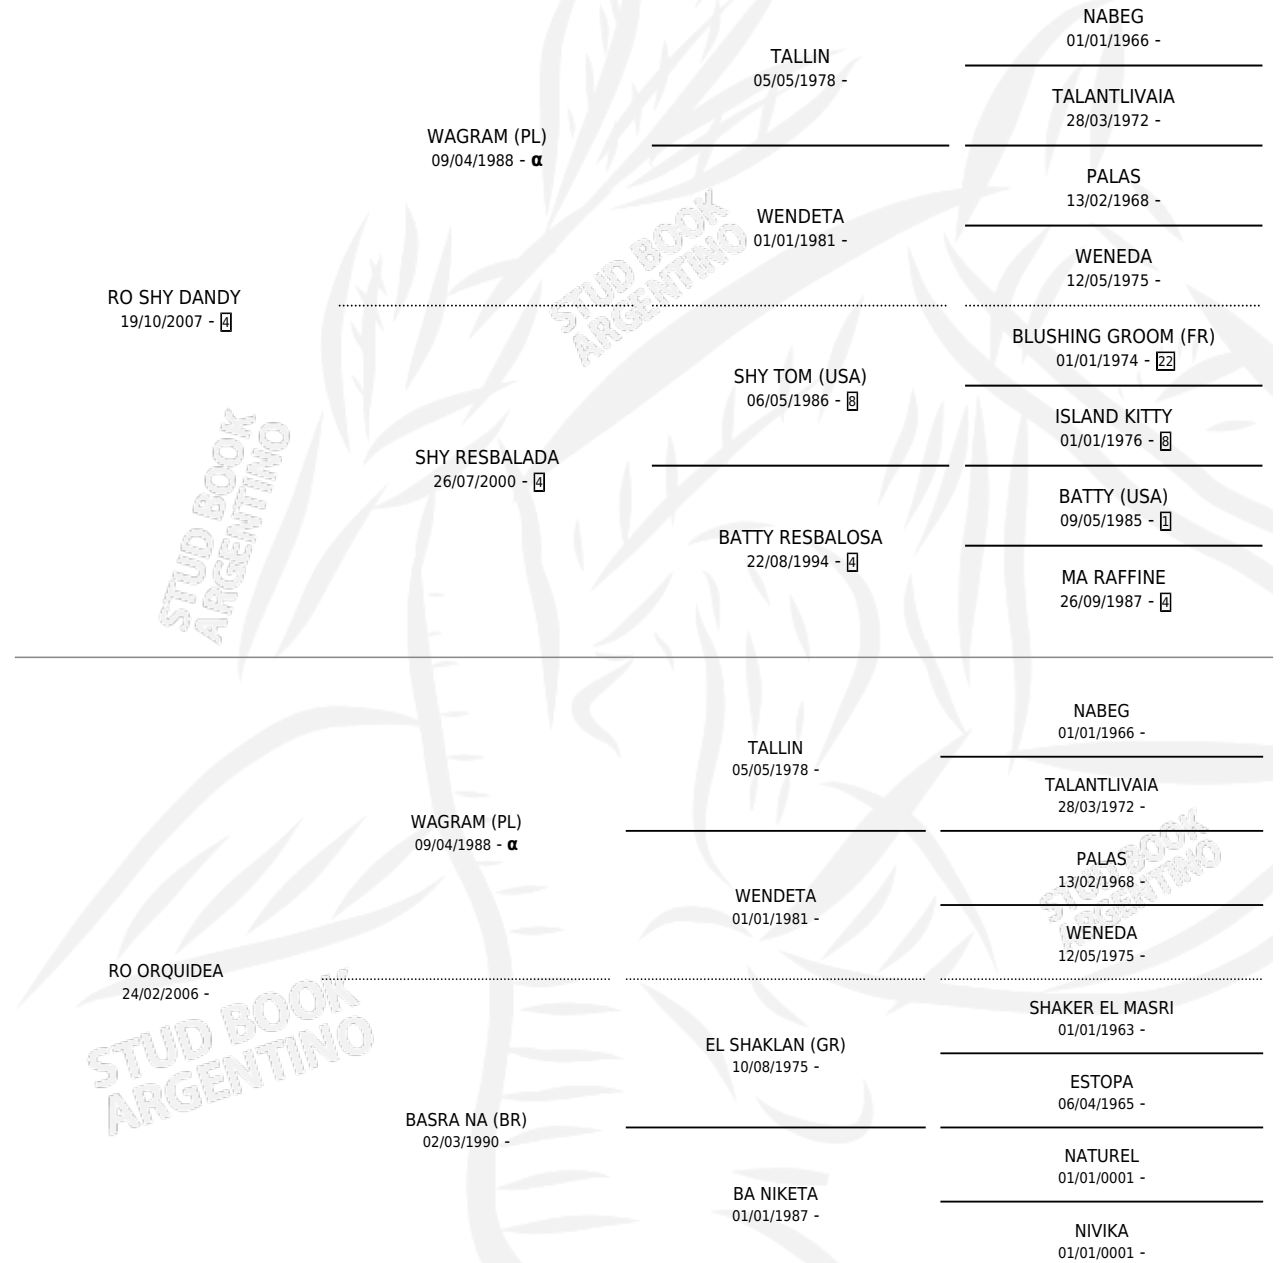 NABEG
01/01/1966 -
TALLIN
05/05/1978 -
TALANTLIVAIA
28/03/1972 -
WAGRAM (PL)
09/04/1988 - α
PALAS
13/02/1968 -
WENDETA
01/01/1981 -
WENEDA
12/05/1975 -
RO SHY DANDY
19/10/2007 - 4
BLUSHING GROOM (FR)
01/01/1974 - 22
SHY TOM (USA)
06/05/1986 - 8
ISLAND KITTY
01/01/1976 - 8
SHY RESBALADA
26/07/2000 - 4
BATTY (USA)
09/05/1985 - 1
BATTY RESBALOSA
22/08/1994 - 4
MA RAFFINE
26/09/1987 - 4
STUD BOOK
ARGENTINO
STUD BOOK
ARGENTINO
NABEG
01/01/1966 -
TALLIN
05/05/1978 -
TALANTLIVAIA
28/03/1972 -
WAGRAM (PL)
09/04/1988 - α
PALAS
13/02/1968 -
WENDETA
01/01/1981 -
WENEDA
12/05/1975 -
RO ORQUIDEA
24/02/2006 -
SHAKER EL MASRI
01/01/1963 -
EL SHAKLAN (GR)
10/08/1975 -
ESTOPA
06/04/1965 -
BASRA NA (BR)
02/03/1990 -
NATUREL
01/01/0001 -
BA NIKETA
01/01/1987 -
NIVIKA
01/01/0001 -
STUD BOOK
ARGENTINO
STUD BOOK
ARGENTINO